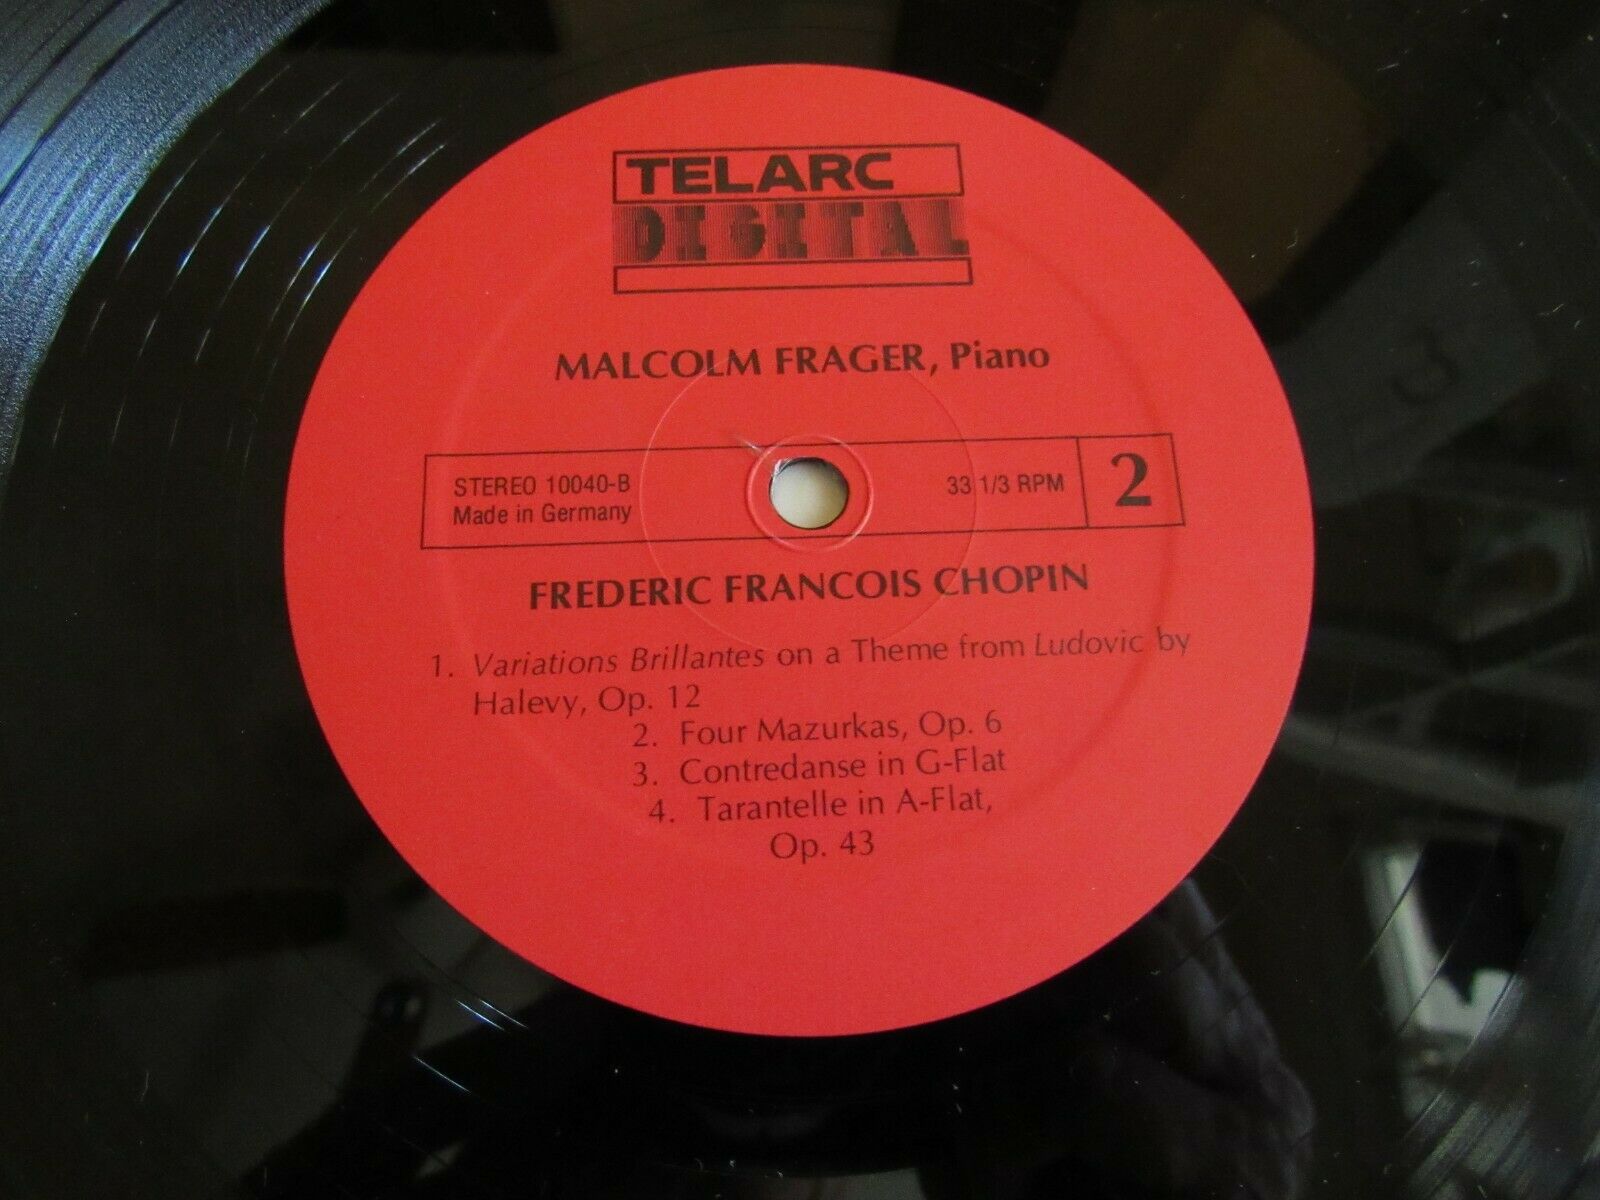 TELARC
DIGITAL
MALCOLM FRAGER, Piano
STEREO 10040-B
Made in Germany
33 1/3 RPM
2
FREDERIC FRANCOIS CHOPIN
1. Variations Brillantes on a Theme from Ludovic by
Halevy, Op. 12
2. Four Mazurkas, Op. 6
3. Contredanse in G-Flat
4. Tarantelle in A-Flat,
Op. 43